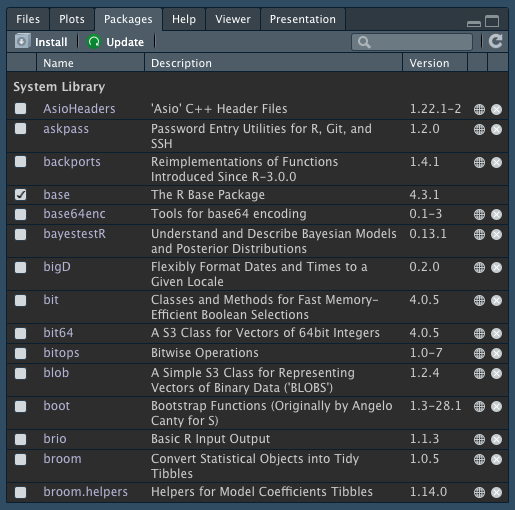 Files Plots Packages Help Viewer Presentation
Install Update
Name Description Version
System Library
AsioHeaders 'Asio' C++ Header Files 1.22.1-2
askpass Password Entry Utilities for R, Git, and 1.2.0
SSH
backports Reimplementations of Functions 1.4.1
Introduced Since R-3.0.0
base The R Base Package 4.3.1
base64enc Tools for base64 encoding 0.1-3
bayestestR Understand and Describe Bayesian Models 0.13.1
and Posterior Distributions
bigD Flexibly Format Dates and Times to a 0.2.0
Given Locale
bit Classes and Methods for Fast Memory- 4.0.5
Efficient Boolean Selections
bit64 A S3 Class for Vectors of 64bit Integers 4.0.5
bitops Bitwise Operations 1.0-7
blob A Simple S3 Class for Representing 1.2.4
Vectors of Binary Data ('BLOBS')
boot Bootstrap Functions (Originally by Angelo 1.3-28.1
Canty for S)
brio Basic R Input Output 1.1.3
broom Convert Statistical Objects into Tidy 1.0.5
Tibbles
broom.helpers Helpers for Model Coefficients Tibbles 1.14.0